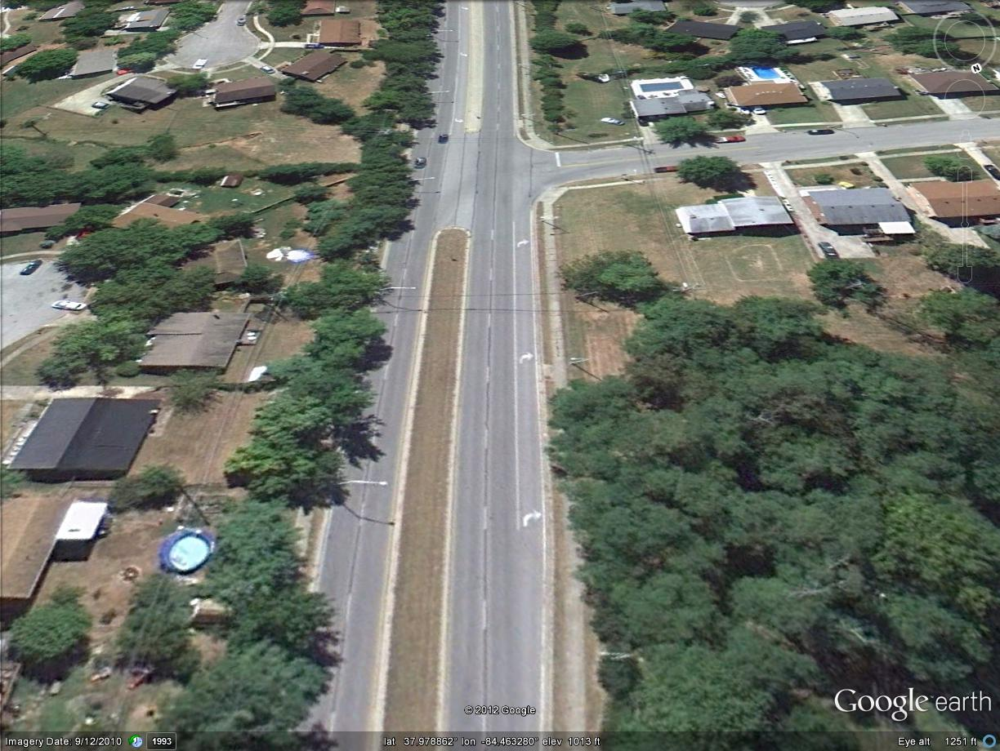 N
© 2012 Google
Google earth
Imagery Date: 9/12/2010 1993 lat 37.978862° lon -84.463280° elev 1013 ft Eye alt 1251 ft